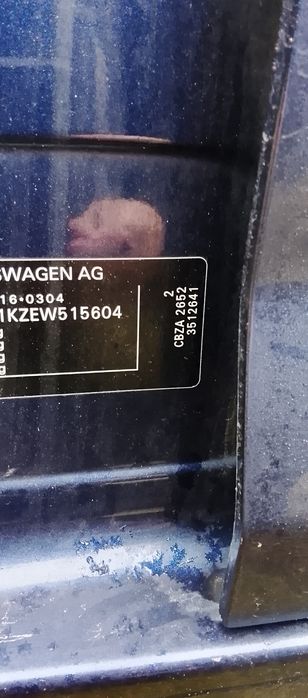 SWAGEN AG
16*0304
1KZEW515604
g
g
g
g
2
CBZA 2652
3512641